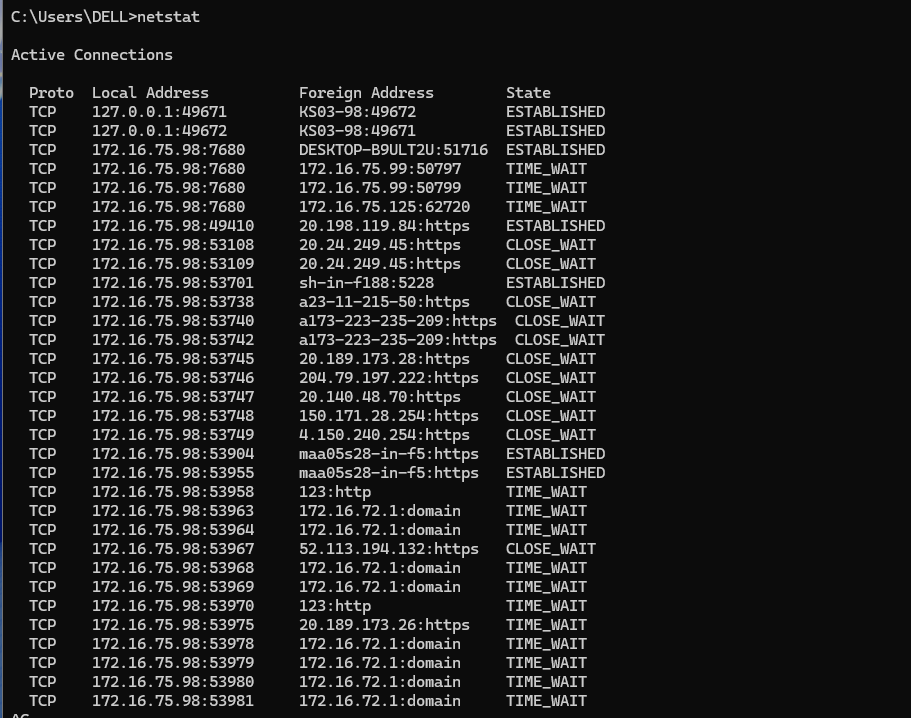 C:\Users\DELL>netstat
Active Connections
Proto  Local Address          Foreign Address        State
TCP    127.0.0.1:49671        KS03-98:49672          ESTABLISHED
TCP    127.0.0.1:49672        KS03-98:49671          ESTABLISHED
TCP    172.16.75.98:7680      DESKTOP-B9ULT2U:51716  ESTABLISHED
TCP    172.16.75.98:7680      172.16.75.99:50797     TIME_WAIT
TCP    172.16.75.98:7680      172.16.75.99:50799     TIME_WAIT
TCP    172.16.75.98:7680      172.16.75.125:62720    TIME_WAIT
TCP    172.16.75.98:49410     20.198.119.84:https    ESTABLISHED
TCP    172.16.75.98:53108     20.24.249.45:https     CLOSE_WAIT
TCP    172.16.75.98:53109     20.24.249.45:https     CLOSE_WAIT
TCP    172.16.75.98:53701     sh-in-f188:5228        ESTABLISHED
TCP    172.16.75.98:53738     a23-11-215-50:https    CLOSE_WAIT
TCP    172.16.75.98:53740     a173-223-235-209:https  CLOSE_WAIT
TCP    172.16.75.98:53742     a173-223-235-209:https  CLOSE_WAIT
TCP    172.16.75.98:53745     20.189.173.28:https    CLOSE_WAIT
TCP    172.16.75.98:53746     204.79.197.222:https   CLOSE_WAIT
TCP    172.16.75.98:53747     20.140.48.70:https     CLOSE_WAIT
TCP    172.16.75.98:53748     150.171.28.254:https   CLOSE_WAIT
TCP    172.16.75.98:53749     4.150.240.254:https    CLOSE_WAIT
TCP    172.16.75.98:53904     maa05s28-in-f5:https   ESTABLISHED
TCP    172.16.75.98:53955     maa05s28-in-f5:https   ESTABLISHED
TCP    172.16.75.98:53958     123:http               TIME_WAIT
TCP    172.16.75.98:53963     172.16.72.1:domain     TIME_WAIT
TCP    172.16.75.98:53964     172.16.72.1:domain     TIME_WAIT
TCP    172.16.75.98:53967     52.113.194.132:https   CLOSE_WAIT
TCP    172.16.75.98:53968     172.16.72.1:domain     TIME_WAIT
TCP    172.16.75.98:53969     172.16.72.1:domain     TIME_WAIT
TCP    172.16.75.98:53970     123:http               TIME_WAIT
TCP    172.16.75.98:53975     20.189.173.26:https    TIME_WAIT
TCP    172.16.75.98:53978     172.16.72.1:domain     TIME_WAIT
TCP    172.16.75.98:53979     172.16.72.1:domain     TIME_WAIT
TCP    172.16.75.98:53980     172.16.72.1:domain     TIME_WAIT
TCP    172.16.75.98:53981     172.16.72.1:domain     TIME_WAIT